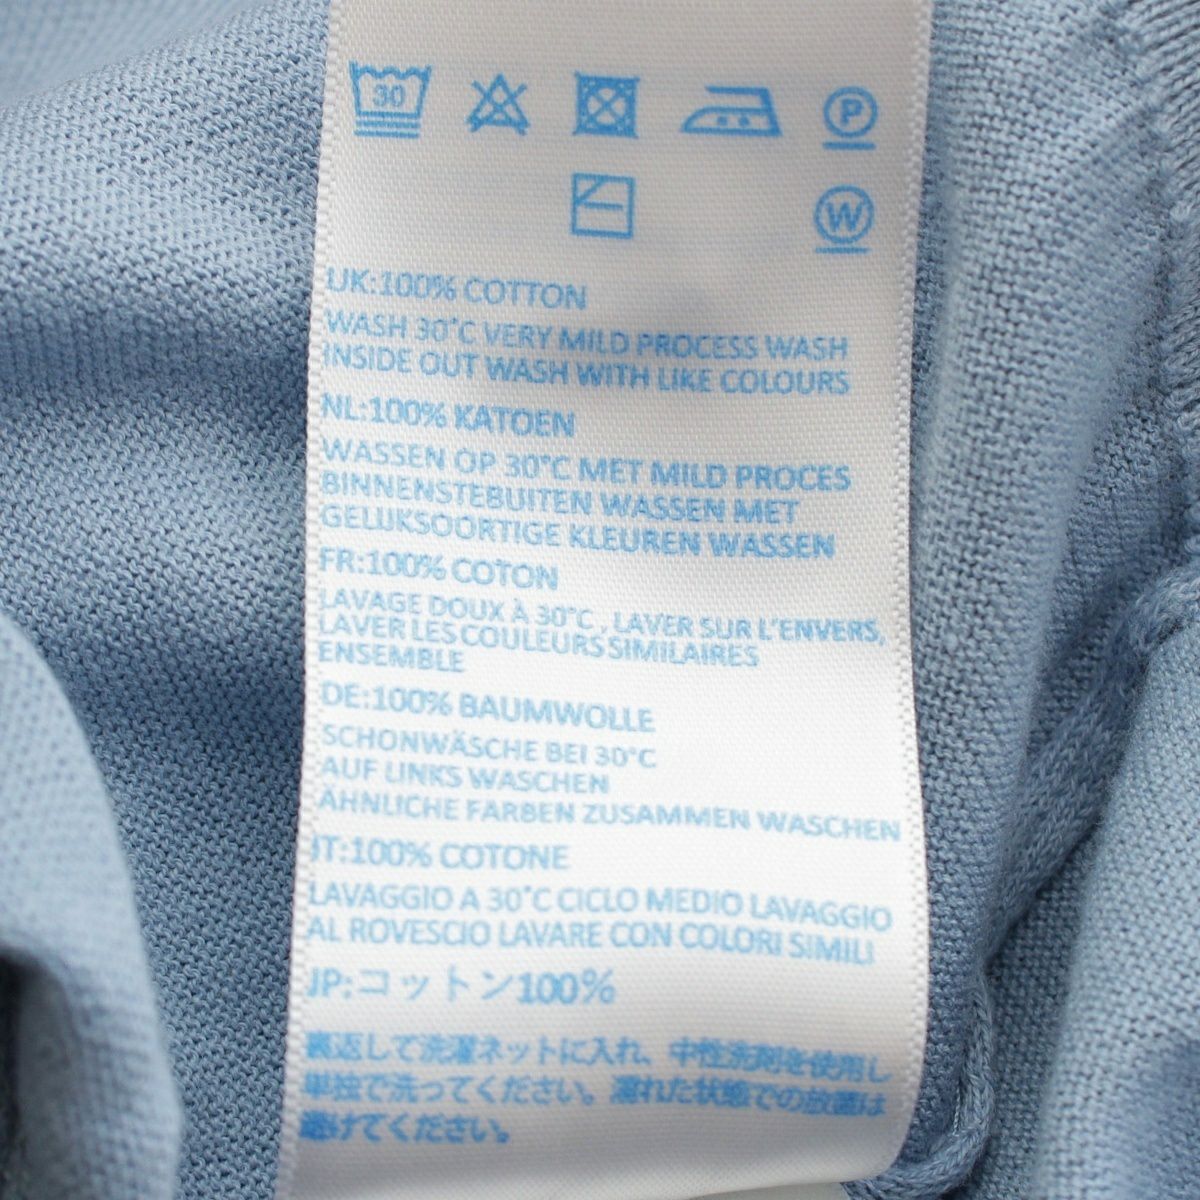 30
P
W
UK:100% COTTON
WASH 30°C VERY MILD PROCESS WASH
INSIDE OUT WASH WITH LIKE COLOURS
NL:100% KATOEN
WASSEN OP 30°C MET MILD PROCES
BINNENSTEBUITEN WASSEN MET
GELIJKSOORTIGE KLEUREN WASSEN
FR:100% COTON
LAVAGE DOUX À 30°C , LAVER SUR L'ENVERS,
LAVER LES COULEURS SIMILAIRES
ENSEMBLE
DE:100% BAUMWOLLE
SCHONWÄSCHE BEI 30°C
AUF LINKS WASCHEN
ÄHNLICHE FARBEN ZUSAMMEN WASCHEN
IT:100% COTONE
LAVAGGIO A 30°C CICLO MEDIO LAVAGGIO
AL ROVESCIO LAVARE CON COLORI SIMILI
JP:コットン100%
裏返して洗濯ネットに入れ、中性洗剤を使用し
単独で洗ってください。濡れた状態での放置は
避けてください。